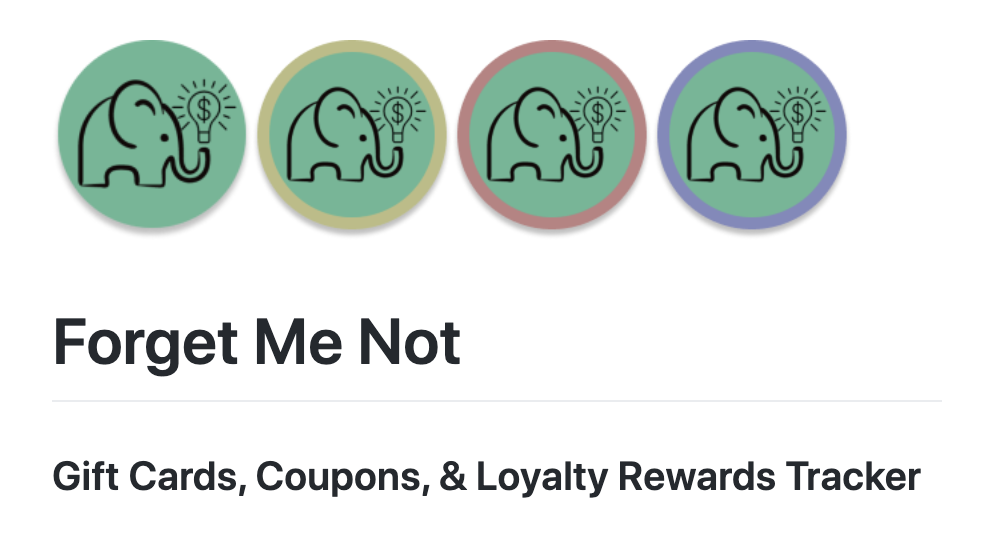 $ $ $ $
Forget Me Not
Gift Cards, Coupons, & Loyalty Rewards Tracker